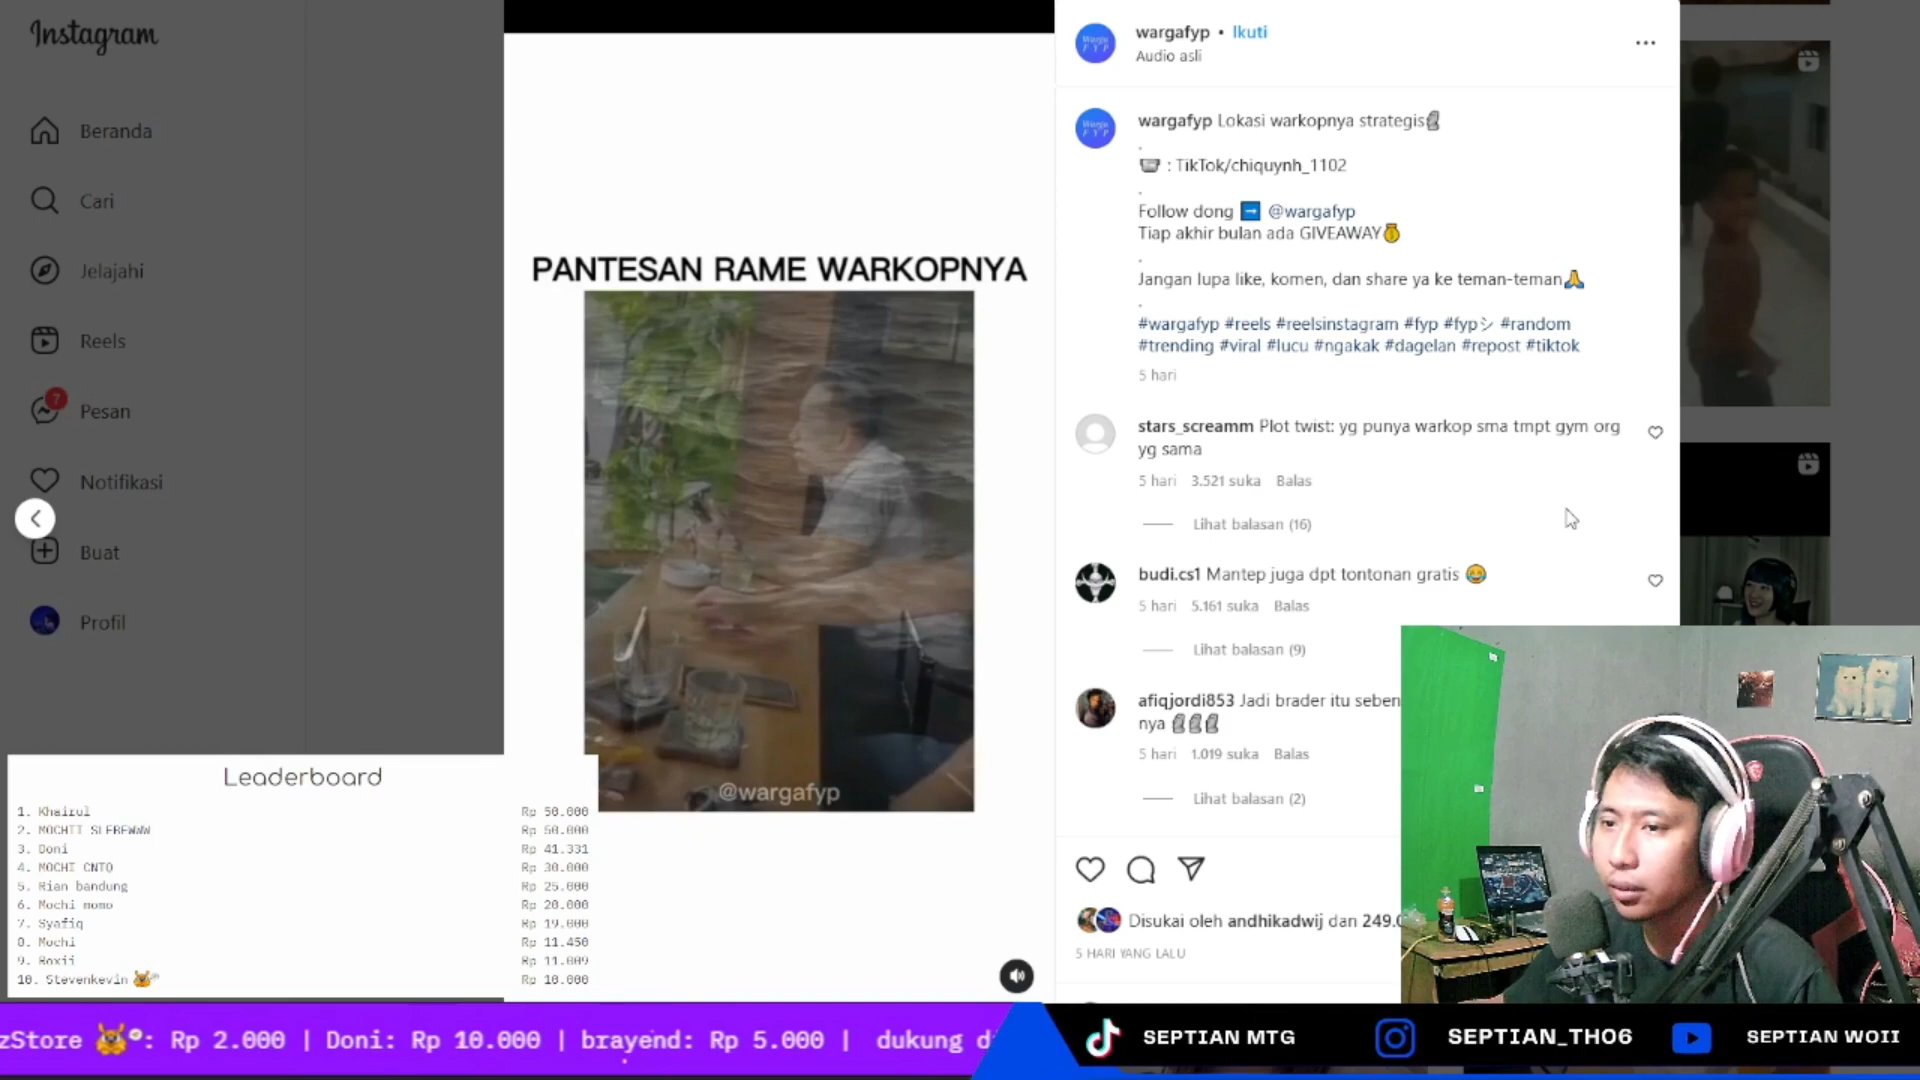 Instagram
Beranda
Cari
Jelajahi
Reels
7
Pesan
Notifikasi
Buat
Profil
PANTESAN RAME WARKOPNYA
@wargafyp
wargafyp • Ikuti
Audio asli
wargafyp Lokasi warkopnya strategis🗿
.
: TikTok/chiquynh_1102
.
Follow dong ➡️ @wargafyp
Tiap akhir bulan ada GIVEAWAY
.
Jangan lupa like, komen, dan share ya ke teman-teman🙏
.
#wargafyp #reels #reelsinstagram #fyp #fypシ #random
#trending #viral #lucu #ngakak #dagelan #repost #tiktok
5 hari
stars_screamm Plot twist: yg punya warkop sma tmpt gym org
yg sama
5 hari 3.521 suka Balas
Lihat balasan (16)
budi.cs1 Mantep juga dpt tontonan gratis 😂
5 hari 5.161 suka Balas
Lihat balasan (9)
afiqjordi853 Jadi brader itu seben
nya 🗿🗿🗿
5 hari 1.019 suka Balas
Lihat balasan (2)
Disukai oleh andhikadwij dan 249.
5 HARI YANG LALU
Leaderboard
1. Khairul Rp 50.000
2. MOCHII SLEBEWWW Rp 50.000
3. Doni Rp 41.331
4. MOCHI CNTO Rp 30.000
5. Rian bandung Rp 25.000
6. Mochi momo Rp 20.000
7. Syafiq Rp 19.000
8. Mochi Rp 11.450
9. Roxii Rp 11.009
10. Stevenkevin Rp 10.000
zStore : Rp 2.000 | Doni: Rp 10.000 | brayend: Rp 5.000 | dukung d
SEPTIAN MTG
SEPTIAN_TH06
SEPTIAN WOII